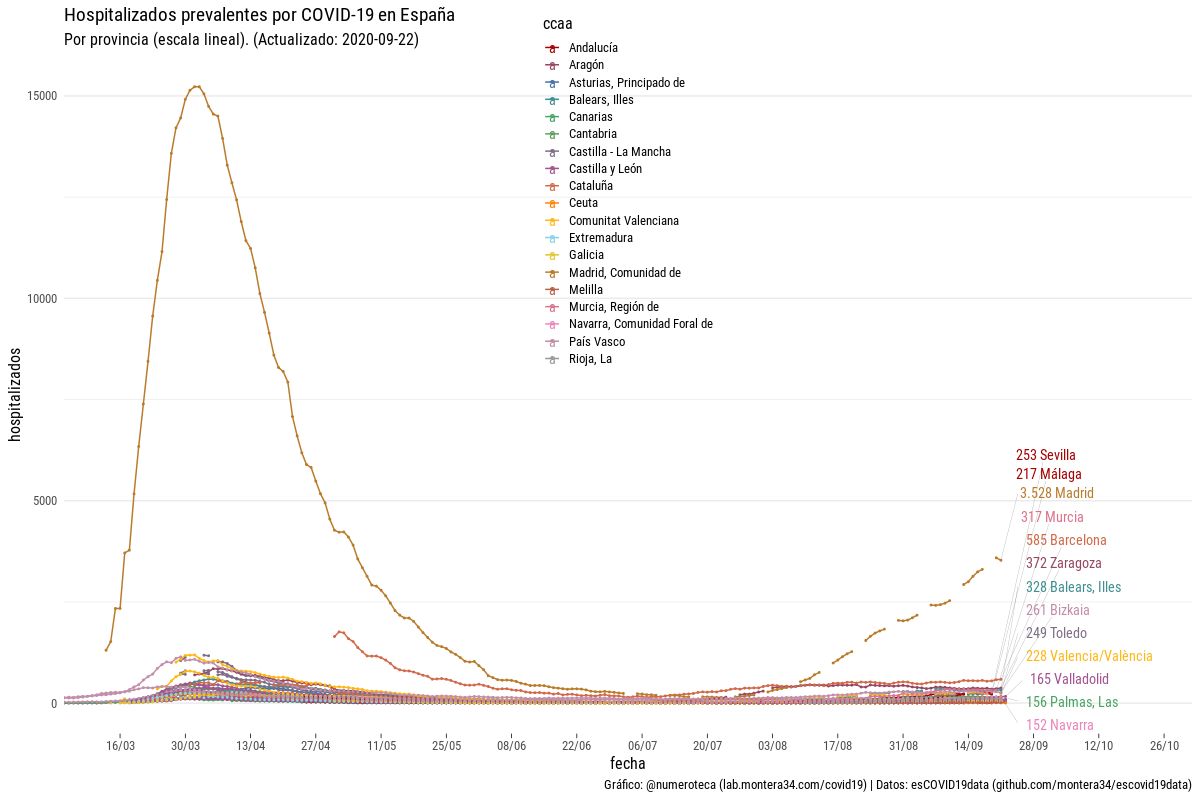 Hospitalizados prevalentes por COVID-19 en España
Por provincia (escala lineal). (Actualizado: 2020-09-22)
ccaa
Andalucía
Aragón
Asturias, Principado de
Balears, Illes
Canarias
Cantabria
Castilla - La Mancha
Castilla y León
Cataluña
Ceuta
Comunitat Valenciana
Extremadura
Galicia
Madrid, Comunidad de
Melilla
Murcia, Región de
Navarra, Comunidad Foral de
País Vasco
Rioja, La
hospitalizados
15000
10000
5000
0
253 Sevilla
217 Málaga
3.528 Madrid
317 Murcia
585 Barcelona
372 Zaragoza
328 Balears, Illes
261 Bizkaia
249 Toledo
228 Valencia/València
165 Valladolid
156 Palmas, Las
152 Navarra
16/03 30/03 13/04 27/04 11/05 25/05 08/06 22/06 06/07 20/07 03/08 17/08 31/08 14/09 28/09 12/10 26/10
fecha
Gráfico: @numeroteca (lab.montera34.com/covid19) | Datos: esCOVID19data (github.com/montera34/escovid19data)